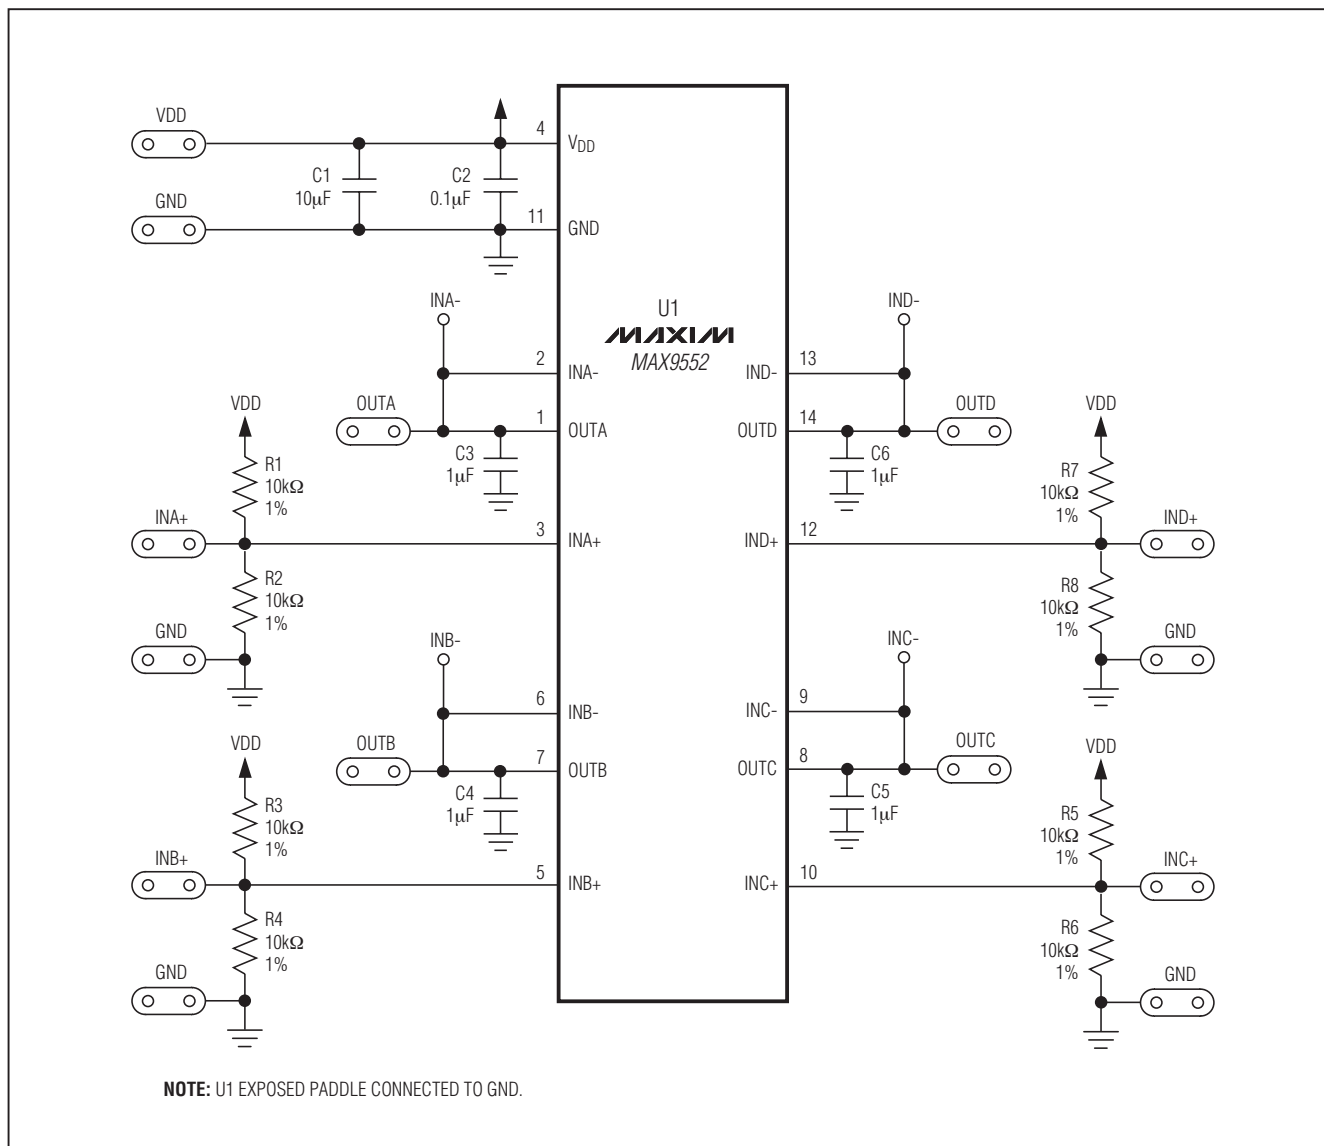 VDD
4
VDD
C1
10µF
C2
0.1µF
GND
11
GND
U1
MAXIM
MAX9552
INA-
2
INA-
OUTA
1
OUTA
C3
1µF
VDD
R1
10kΩ
1%
INA+
3
INA+
R2
10kΩ
1%
GND
INB-
6
INB-
OUTB
7
OUTB
C4
1µF
VDD
R3
10kΩ
1%
INB+
5
INB+
R4
10kΩ
1%
GND
IND-
IND-
13
OUTD
14
OUTD
C6
1µF
VDD
R7
10kΩ
1%
IND+
12
IND+
R8
10kΩ
1%
GND
INC-
INC-
9
OUTC
8
OUTC
C5
1µF
VDD
R5
10kΩ
1%
INC+
10
INC+
R6
10kΩ
1%
GND
NOTE: U1 EXPOSED PADDLE CONNECTED TO GND.